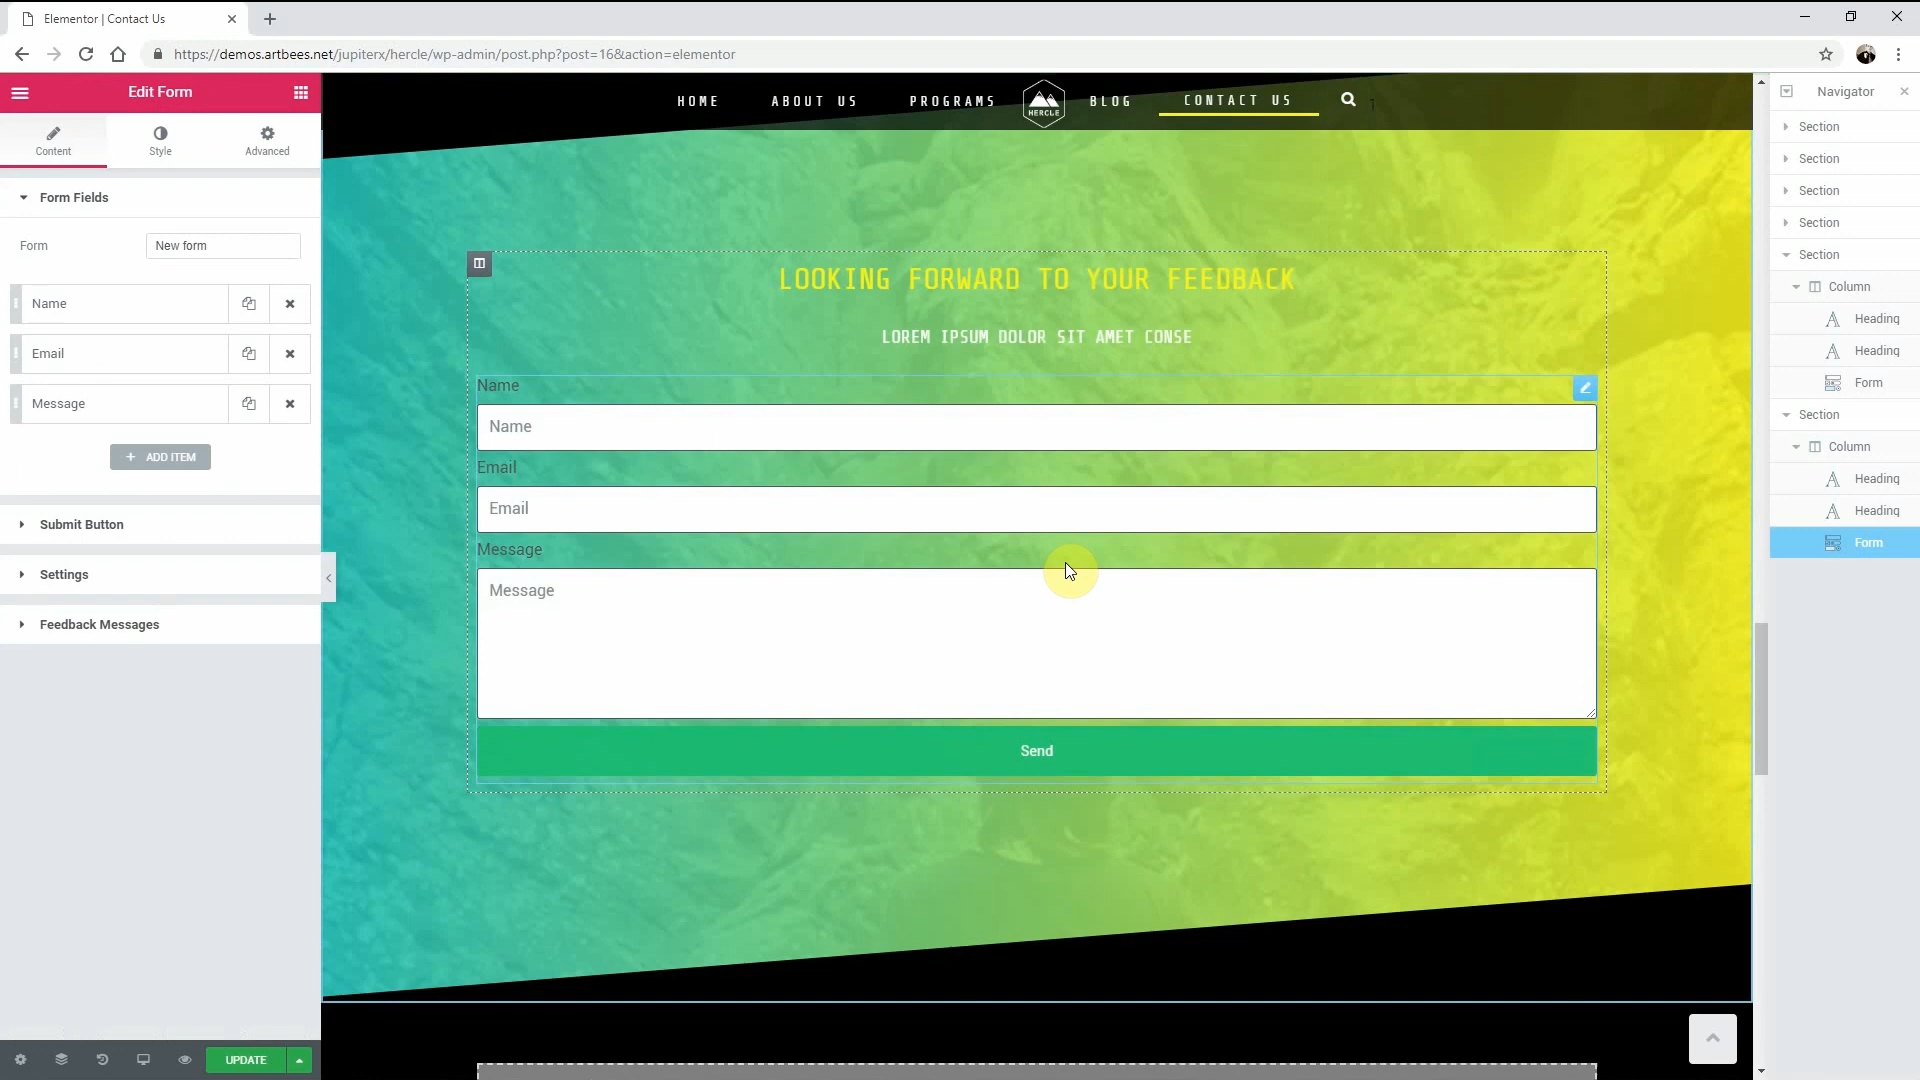 Elementor | Contact Us
https://demos.artbees.net/jupiterx/hercle/wp-admin/post.php?post=16&action=elementor
Edit Form
Content
Style
Advanced
Form Fields
Form
New form
Name
Email
Message
+ ADD ITEM
Submit Button
Settings
Feedback Messages
UPDATE
HOME
ABOUT US
PROGRAMS
HERCLE
BLOG
CONTACT US
LOOKING FORWARD TO YOUR FEEDBACK
LOREM IPSUM DOLOR SIT AMET CONSE
Name
Name
Email
Email
Message
Message
Send
Navigator
Section
Section
Section
Section
Section
Column
Heading
Heading
Form
Section
Column
Heading
Heading
Form